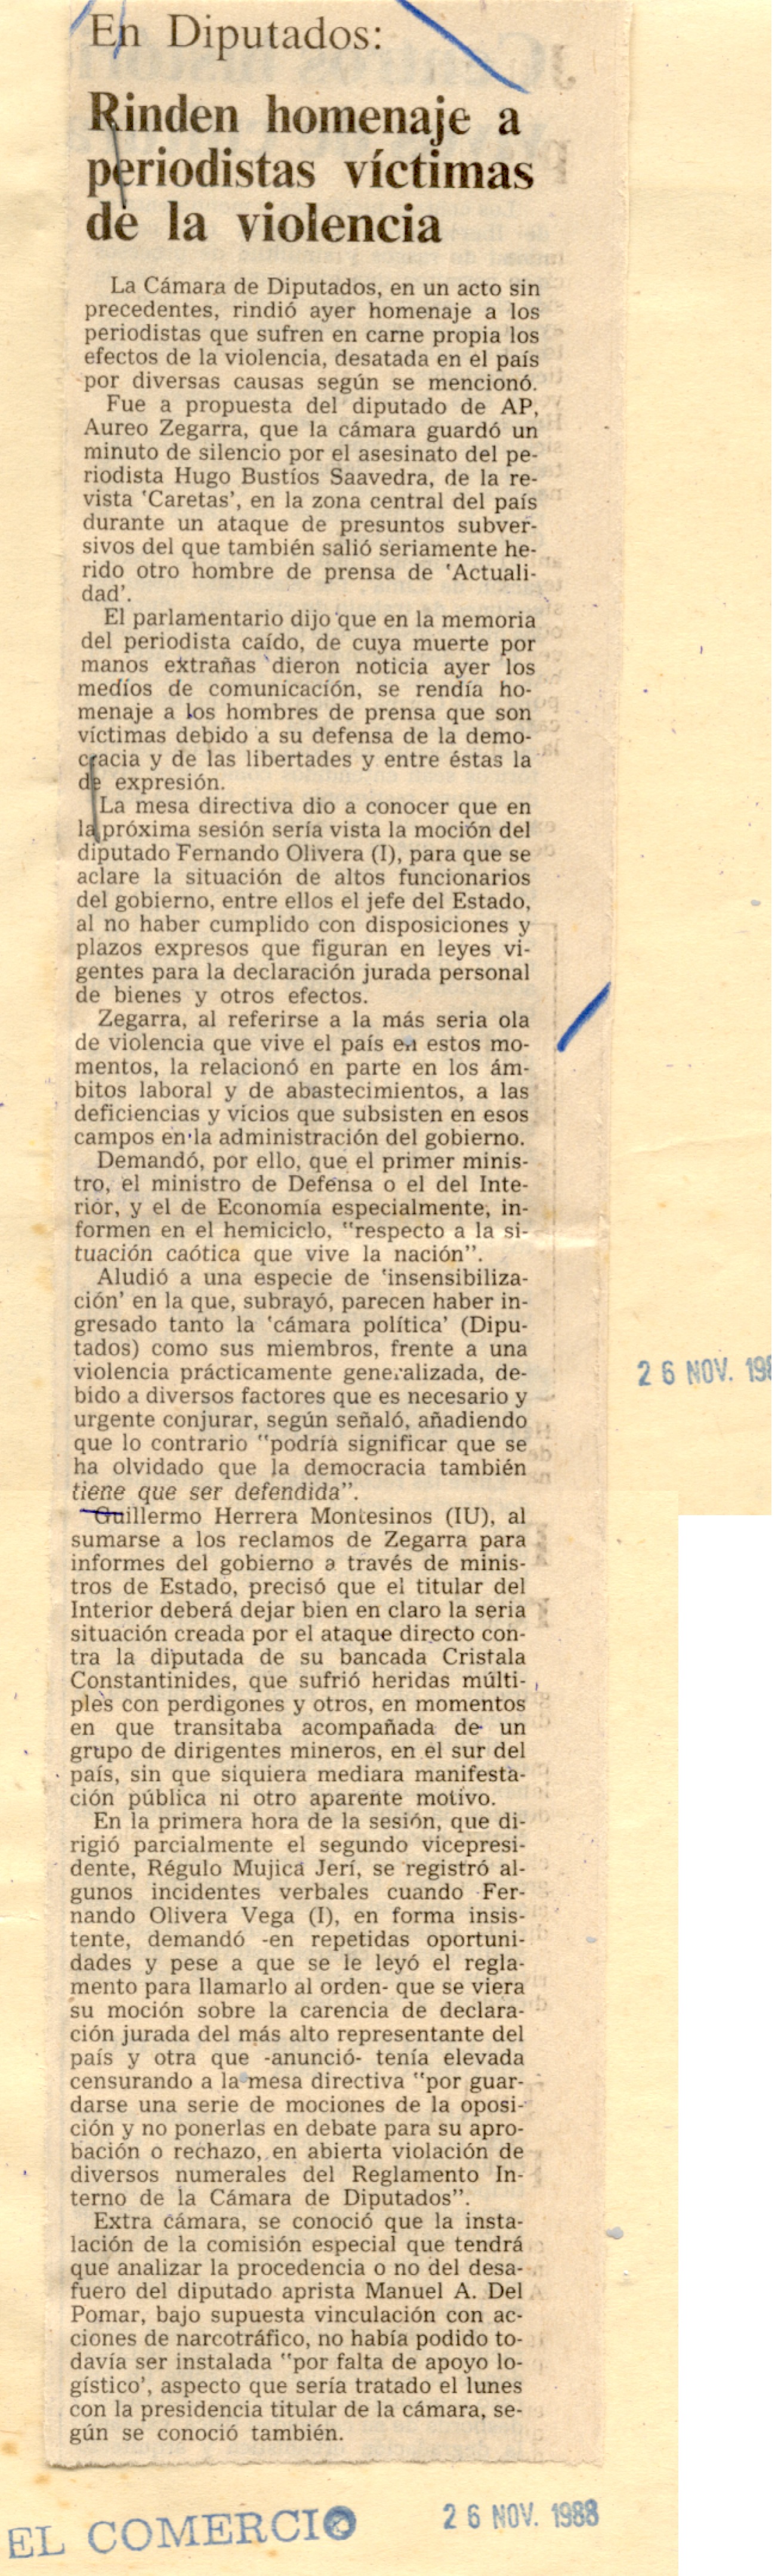 En Diputados:
Rinden homenaje a
periodistas víctimas
de la violencia
La Cámara de Diputados, en un acto sin
precedentes, rindió ayer homenaje a los
periodistas que sufren en carne propia los
efectos de la violencia, desatada en el país
por diversas causas según se mencionó.
Fue a propuesta del diputado de AP,
Aureo Zegarra, que la cámara guardó un
minuto de silencio por el asesinato del pe-
riodista Hugo Bustíos Saavedra, de la re-
vista 'Caretas', en la zona central del país
durante un ataque de presuntos subver-
sivos del que también salió seriamente he-
rido otro hombre de prensa de 'Actuali-
dad'.
El parlamentario dijo que en la memoria
del periodista caído, de cuya muerte por
manos extrañas dieron noticia ayer los
medios de comunicación, se rendía ho-
menaje a los hombres de prensa que son
víctimas debido a su defensa de la demo-
cracia y de las libertades y entre éstas la
de expresión.
La mesa directiva dio a conocer que en
la próxima sesión sería vista la moción del
diputado Fernando Olivera (I), para que se
aclare la situación de altos funcionarios
del gobierno, entre ellos el jefe del Estado,
al no haber cumplido con disposiciones y
plazos expresos que figuran en leyes vi-
gentes para la declaración jurada personal
de bienes y otros efectos.
Zegarra, al referirse a la más seria ola
de violencia que vive el país en estos mo-
mentos, la relacionó en parte en los ám-
bitos laboral y de abastecimientos, a las
deficiencias y vicios que subsisten en esos
campos en la administración del gobierno.
Demandó, por ello, que el primer minis-
tro, el ministro de Defensa o el del Inte-
rior, y el de Economía especialmente, in-
formen en el hemiciclo, "respecto a la si-
tuación caótica que vive la nación".
Aludió a una especie de 'insensibiliza-
ción' en la que, subrayó, parecen haber in-
gresado tanto la 'cámara política' (Dipu-
tados) como sus miembros, frente a una
violencia prácticamente generalizada, de-
bido a diversos factores que es necesario y
urgente conjurar, según señaló, añadiendo
que lo contrario "podría significar que se
ha olvidado que la democracia también
tiene que ser defendida".
Guillermo Herrera Montesinos (IU), al
sumarse a los reclamos de Zegarra para
informes del gobierno a través de minis-
tros de Estado, precisó que el titular del
Interior deberá dejar bien en claro la seria
situación creada por el ataque directo con-
tra la diputada de su bancada Cristala
Constantinides, que sufrió heridas múlti-
ples con perdigones y otros, en momentos
en que transitaba acompañada de un
grupo de dirigentes mineros, en el sur del
país, sin que siquiera mediara manifesta-
ción pública ni otro aparente motivo.
En la primera hora de la sesión, que di-
rigió parcialmente el segundo vicepresi-
dente, Régulo Mujica Jerí, se registró al-
gunos incidentes verbales cuando Fer-
nando Olivera Vega (I), en forma insis-
tente, demandó -en repetidas oportuni-
dades y pese a que se le leyó el regla-
mento para llamarlo al orden- que se viera
su moción sobre la carencia de declara-
ción jurada del más alto representante del
país y otra que -anunció- tenía elevada
censurando a la mesa directiva "por guar-
darse una serie de mociones de la oposi-
ción y no ponerlas en debate para su apro-
bación o rechazo, en abierta violación de
diversos numerales del Reglamento In-
terno de la Cámara de Diputados".
Extra cámara, se conoció que la insta-
lación de la comisión especial que tendrá
que analizar la procedencia o no del desa-
fuero del diputado aprista Manuel A. Del
Pomar, bajo supuesta vinculación con ac-
ciones de narcotráfico, no había podido to-
davía ser instalada "por falta de apoyo lo-
gístico', aspecto que sería tratado el lunes
con la presidencia titular de la cámara, se-
gún se conoció también.
26 NOV. 198
EL COMERCIO
26 NOV. 1988